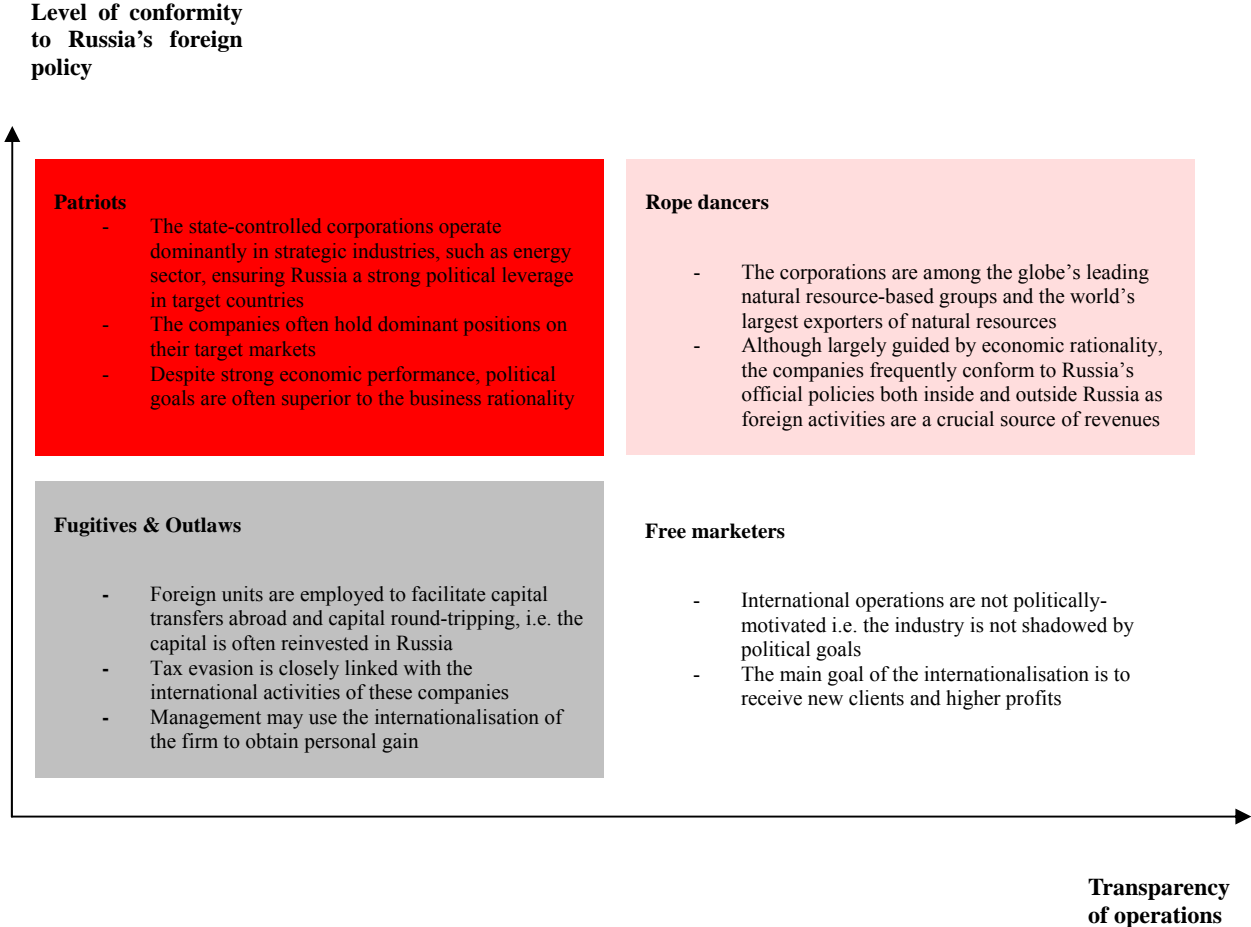 Level of conformity
to Russia’s foreign
policy
Patriots
- The state-controlled corporations operate
dominantly in strategic industries, such as energy
sector, ensuring Russia a strong political leverage
in target countries
- The companies often hold dominant positions on
their target markets
- Despite strong economic performance, political
goals are often superior to the business rationality
Rope dancers
- The corporations are among the globe’s leading
natural resource-based groups and the world’s
largest exporters of natural resources
- Although largely guided by economic rationality,
the companies frequently conform to Russia’s
official policies both inside and outside Russia as
foreign activities are a crucial source of revenues
Fugitives & Outlaws
- Foreign units are employed to facilitate capital
transfers abroad and capital round-tripping, i.e. the
capital is often reinvested in Russia
- Tax evasion is closely linked with the
international activities of these companies
- Management may use the internationalisation of
the firm to obtain personal gain
Free marketers
- International operations are not politically-
motivated i.e. the industry is not shadowed by
political goals
- The main goal of the internationalisation is to
receive new clients and higher profits
Transparency
of operations